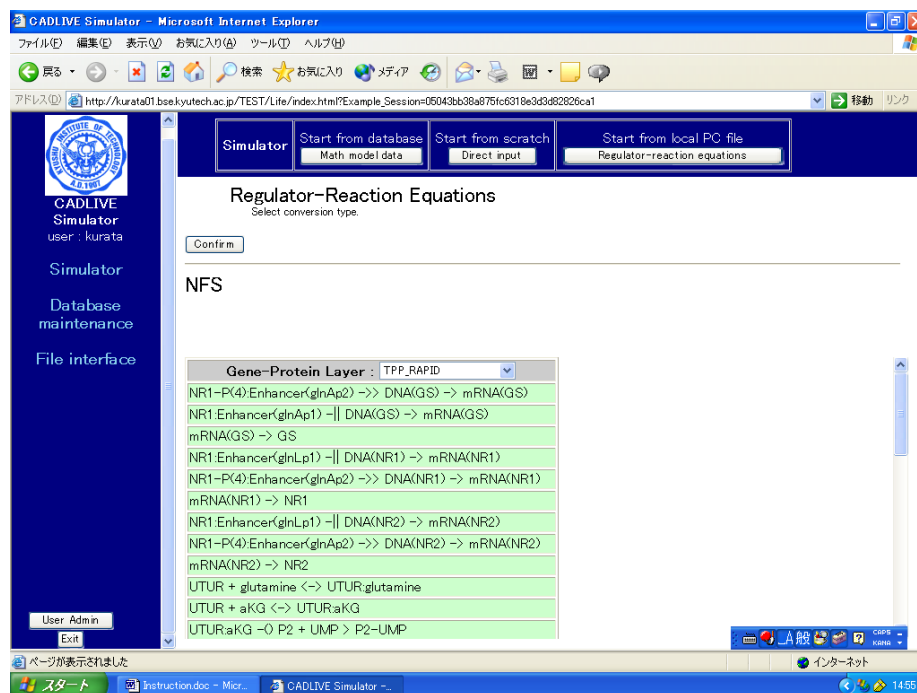 CADLIVE Simulator - Microsoft Internet Explorer
ファイル(F) 編集(E) 表示(V) お気に入り(A) ツール(T) ヘルプ(H)
戻る 検索 お気に入り メディア
アドレス(D) http://kurata01.bse.kyutech.ac.jp/TEST/Life/index.html?Example_Session=05043bb38a875fc6318e3d3d82826ca1 移動 リンク
A.D.1907
CADLIVE
Simulator
user : kurata
Simulator
Database
maintenance
File interface
User Admin
Exit
Simulator
Start from database
Math model data
Start from scratch
Direct input
Start from local PC file
Regulator-reaction equations
Regulator-Reaction Equations
Select conversion type.
Confirm
NFS
Gene-Protein Layer : TPP_RAPID
NR1-P(4):Enhancer(glnAp2) ->> DNA(GS) -> mRNA(GS)
NR1:Enhancer(glnAp1) -|| DNA(GS) -> mRNA(GS)
mRNA(GS) -> GS
NR1:Enhancer(glnLp1) -|| DNA(NR1) -> mRNA(NR1)
NR1-P(4):Enhancer(glnAp2) ->> DNA(NR1) -> mRNA(NR1)
mRNA(NR1) -> NR1
NR1:Enhancer(glnLp1) -|| DNA(NR2) -> mRNA(NR2)
NR1-P(4):Enhancer(glnAp2) ->> DNA(NR2) -> mRNA(NR2)
mRNA(NR2) -> NR2
UTUR + glutamine <-> UTUR:glutamine
UTUR + aKG <-> UTUR:aKG
UTUR:aKG -() P2 + UMP > P2-UMP
A 般 CAPS
KANA
ページが表示されました インターネット
スタート Instruction.doc - Micr... CADLIVE Simulator -... 14:55